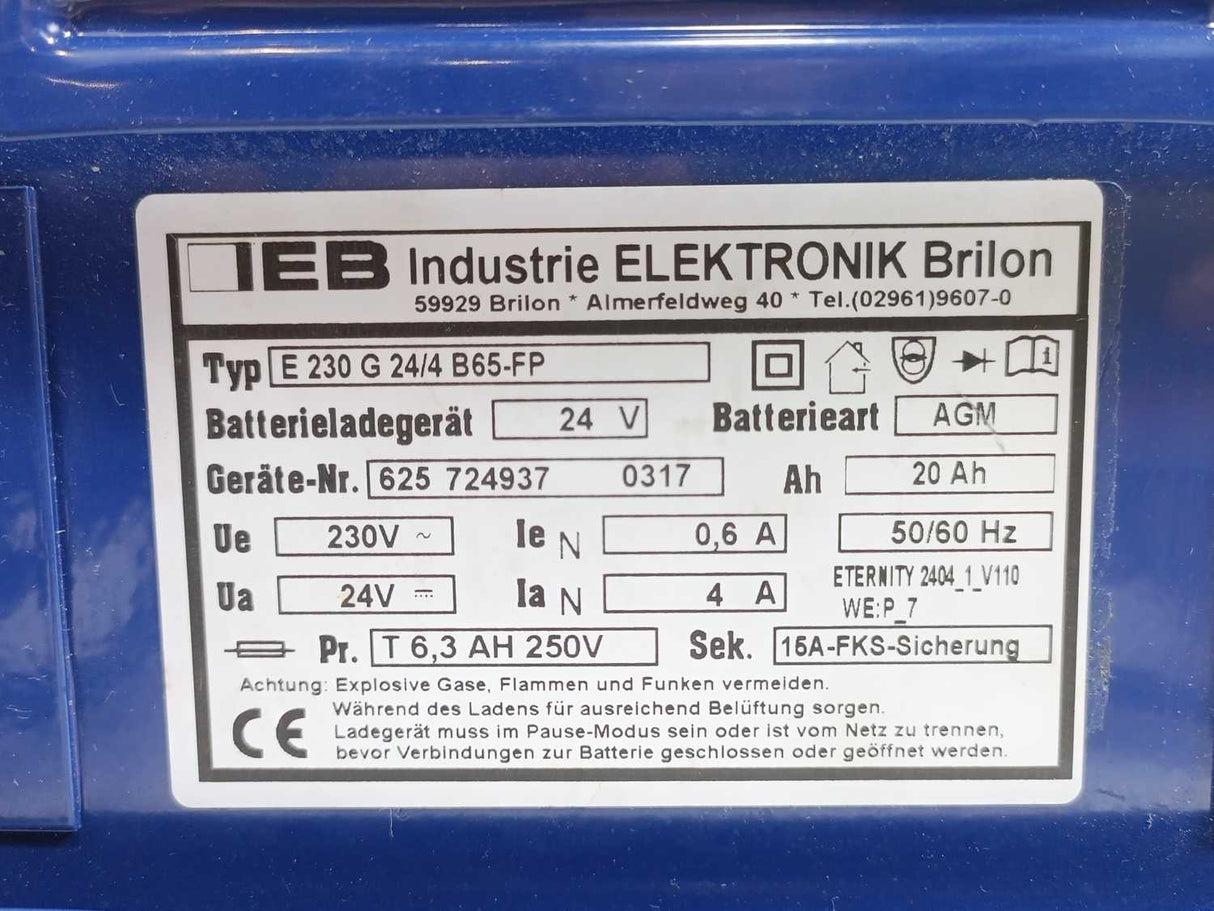 IEB Industrie ELEKTRONIK Brilon
59929 Brilon * Almerfeldweg 40 * Tel.(02961)9607-0
Typ E 230 G 24/4 B65-FP
Batterieladegerät 24 V Batterieart AGM
Geräte-Nr. 625 724937 0317 Ah 20 Ah
Ue 230V ~ Ie N 0,6 A 50/60 Hz
Ua 24V ⎓ Ia N 4 A ETERNITY 2404_1_V110
WE:P_7
Pr. T 6,3 AH 250V Sek. 15A-FKS-Sicherung
Achtung: Explosive Gase, Flammen und Funken vermeiden.
CE Während des Ladens für ausreichend Belüftung sorgen.
Ladegerät muss im Pause-Modus sein oder ist vom Netz zu trennen,
bevor Verbindungen zur Batterie geschlossen oder geöffnet werden.